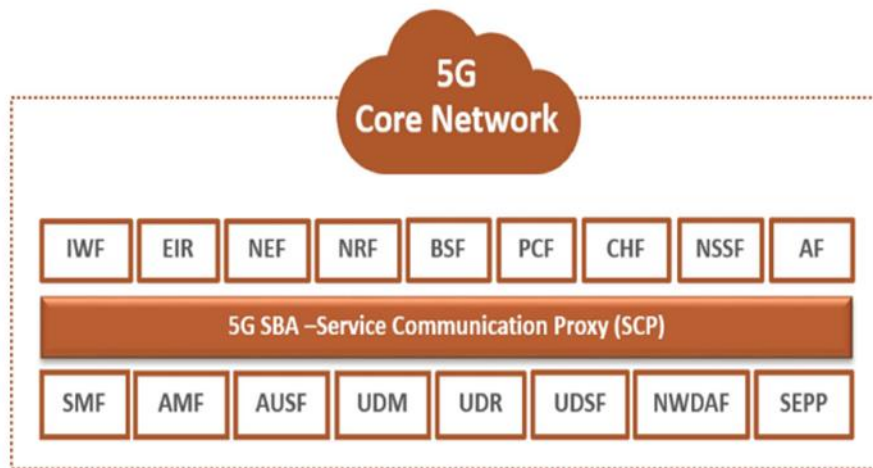 5G
Core Network
IWF EIR NEF NRF BSF PCF CHF NSSF AF
5G SBA –Service Communication Proxy (SCP)
SMF AMF AUSF UDM UDR UDSF NWDAF SEPP